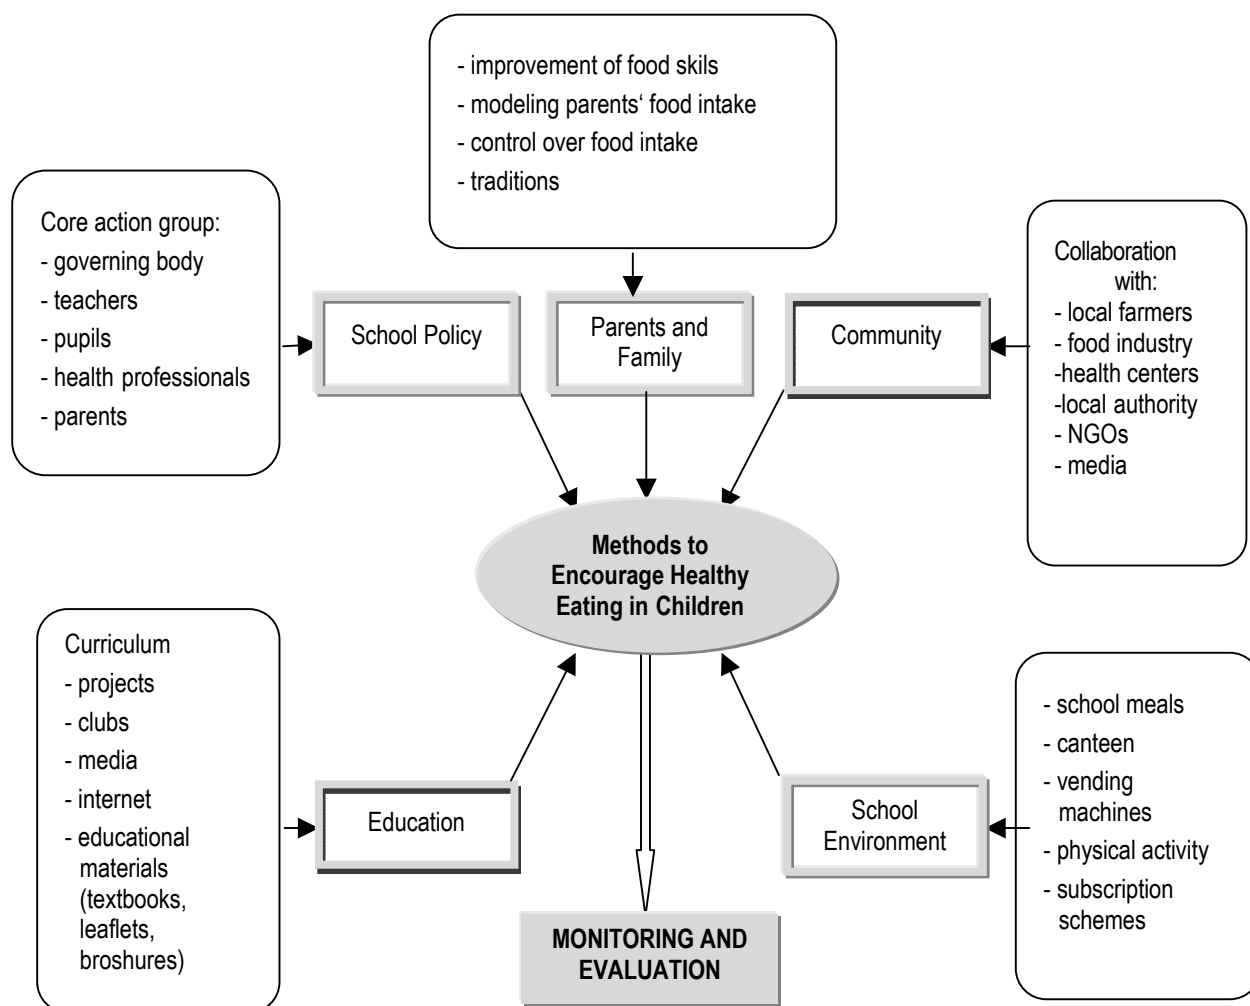 - improvement of food skils
- modeling parents‘ food intake
- control over food intake
- traditions
Core action group:
- governing body
- teachers
- pupils
- health professionals
- parents
School Policy
Parents and
Family
Community
Collaboration
with:
- local farmers
- food industry
-health centers
-local authority
- NGOs
- media
Methods to
Encourage Healthy
Eating in Children
Curriculum
- projects
- clubs
- media
- internet
- educational
materials
(textbooks,
leaflets,
broshures)
Education
School
Environment
- school meals
- canteen
- vending
machines
- physical activity
- subscription
schemes
MONITORING AND
EVALUATION